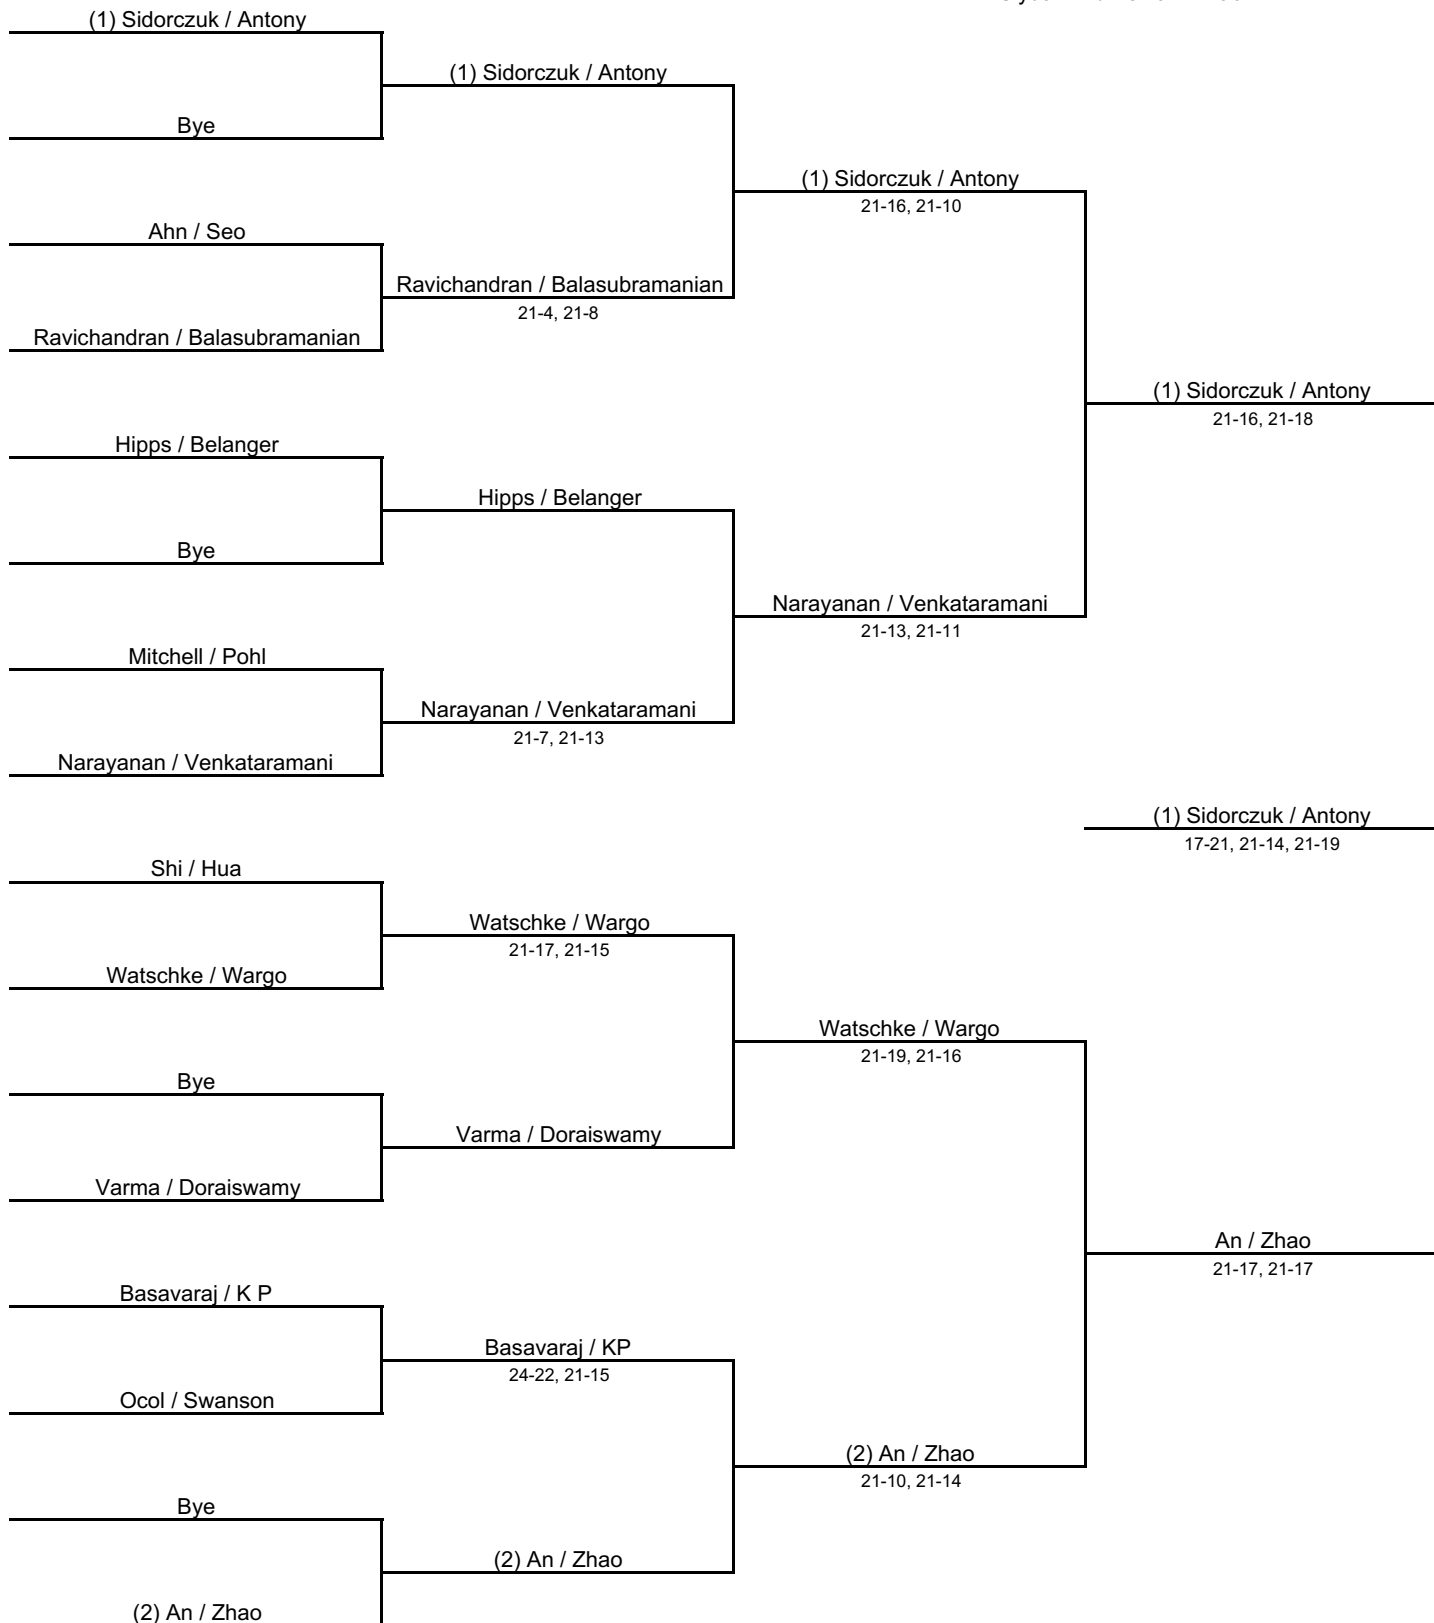 (1) Sidorczuk / Antony
Bye
Ahn / Seo
Ravichandran / Balasubramanian
Hipps / Belanger
Bye
Mitchell / Pohl
Narayanan / Venkataramani
Shi / Hua
Watschke / Wargo
Bye
Varma / Doraiswamy
Basavaraj / K P
Ocol / Swanson
Bye
(2) An / Zhao
(1) Sidorczuk / Antony
Ravichandran / Balasubramanian
21-4, 21-8
Hipps / Belanger
Narayanan / Venkataramani
21-7, 21-13
Watschke / Wargo
21-17, 21-15
Varma / Doraiswamy
Basavaraj / KP
24-22, 21-15
(2) An / Zhao
(1) Sidorczuk / Antony
21-16, 21-10
Narayanan / Venkataramani
21-13, 21-11
Watschke / Wargo
21-19, 21-16
(2) An / Zhao
21-10, 21-14
(1) Sidorczuk / Antony
21-16, 21-18
(1) Sidorczuk / Antony
17-21, 21-14, 21-19
An / Zhao
21-17, 21-17